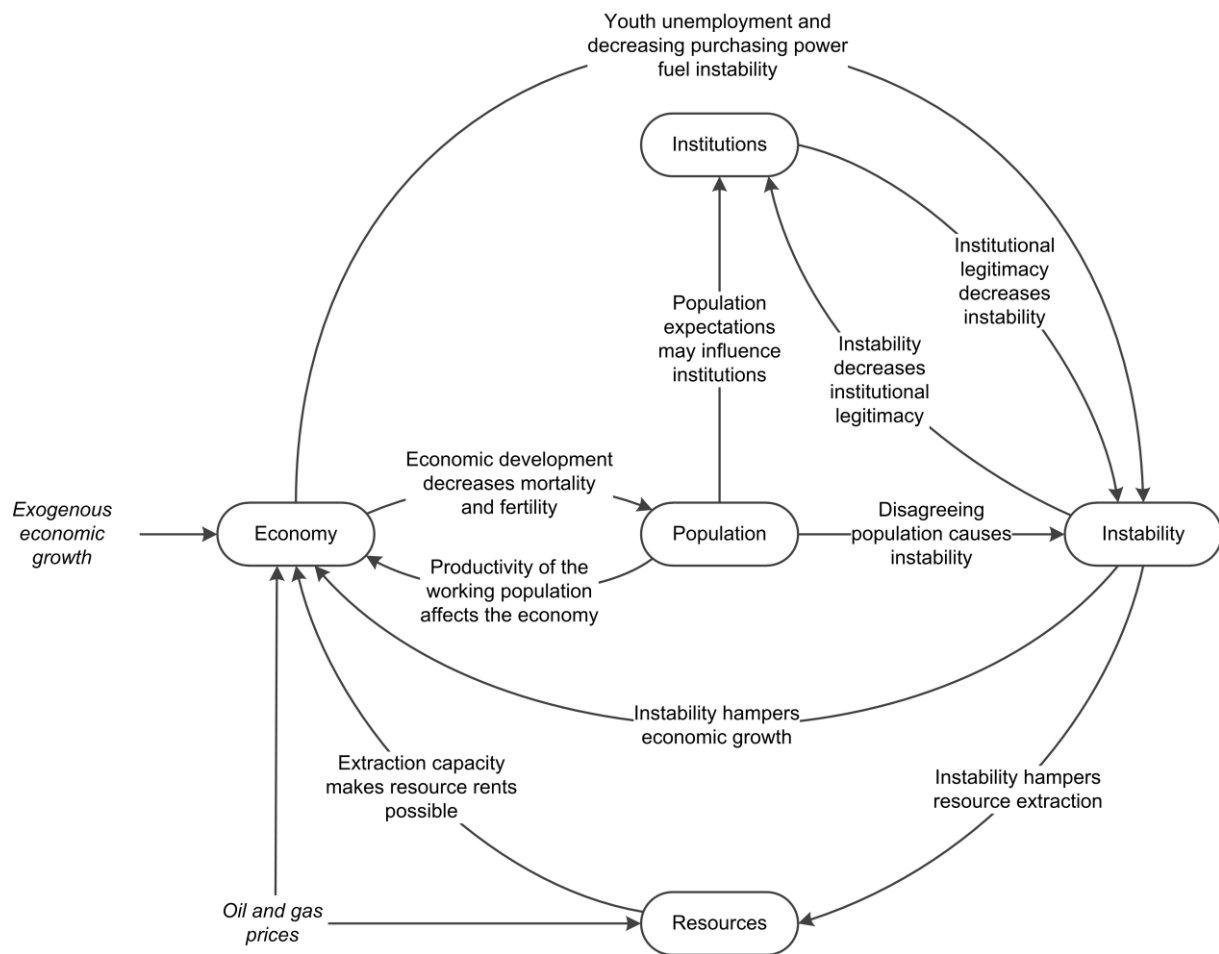 Youth unemployment and
decreasing purchasing power
fuel instability
Institutions
Institutional
legitimacy
decreases
instability
Population
expectations
may influence
institutions
Instability
decreases
institutional
legitimacy
Economic development
decreases mortality
and fertility
Exogenous
economic
growth
Economy
Population
Disagreeing
population causes
instability
Instability
Productivity of the
working population
affects the economy
Instability hampers
economic growth
Extraction capacity
makes resource rents
possible
Instability hampers
resource extraction
Oil and gas
prices
Resources